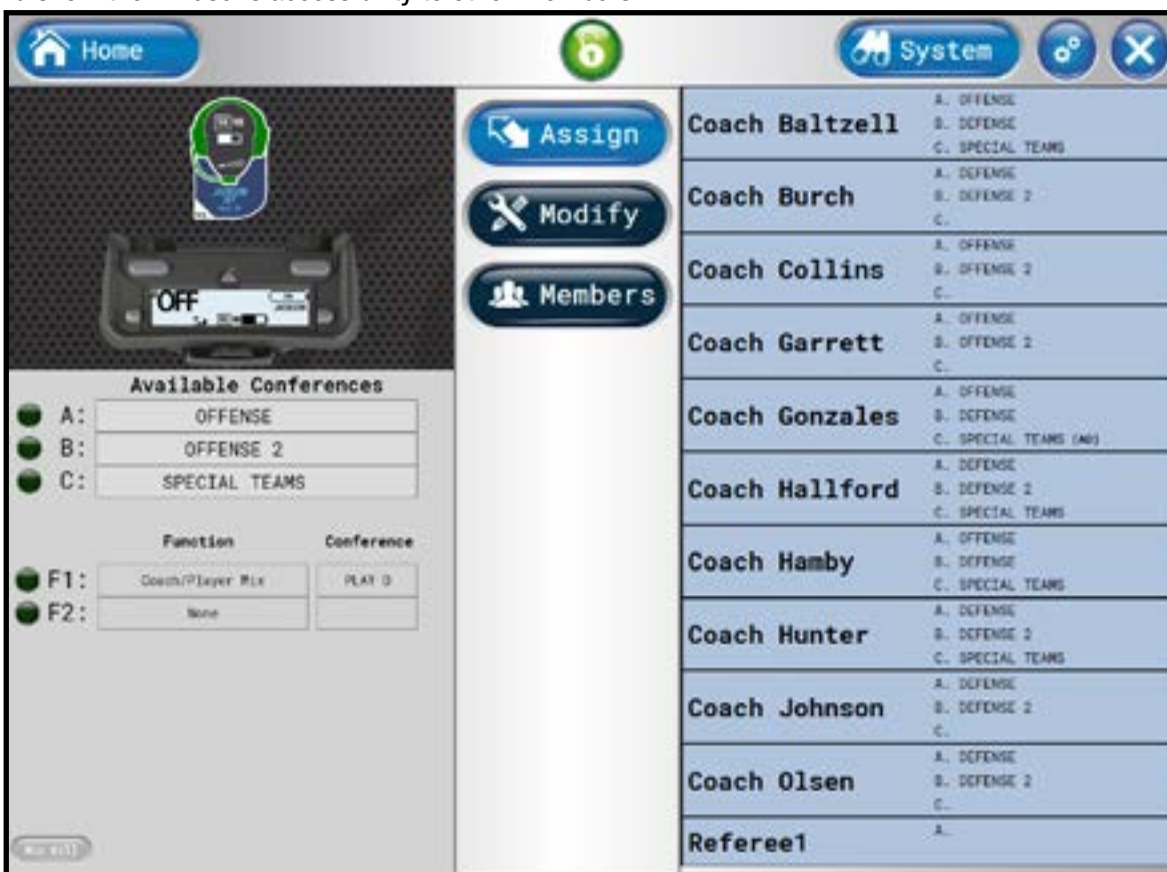 Home
System
Assign
Modify
Members
OFF
Available Conferences
A: OFFENSE
B: OFFENSE 2
C: SPECIAL TEAMS
Function Conference
F1: Coach/Player Mix PLAY D
F2: None
Coach Baltzell
A. OFFENSE
B. DEFENSE
C. SPECIAL TEAMS
Coach Burch
A. DEFENSE
B. DEFENSE 2
C.
Coach Collins
A. OFFENSE
B. OFFENSE 2
C.
Coach Garrett
A. OFFENSE
B. OFFENSE 2
C.
Coach Gonzales
A. OFFENSE
B. DEFENSE
C. SPECIAL TEAMS (AO)
Coach Hallford
A. DEFENSE
B. DEFENSE 2
C. SPECIAL TEAMS
Coach Hamby
A. OFFENSE
B. DEFENSE
C. SPECIAL TEAMS
Coach Hunter
A. DEFENSE
B. DEFENSE 2
C. SPECIAL TEAMS
Coach Johnson
A. DEFENSE
B. DEFENSE 2
C.
Coach Olsen
A. DEFENSE
B. DEFENSE 2
C.
Referee1
A.